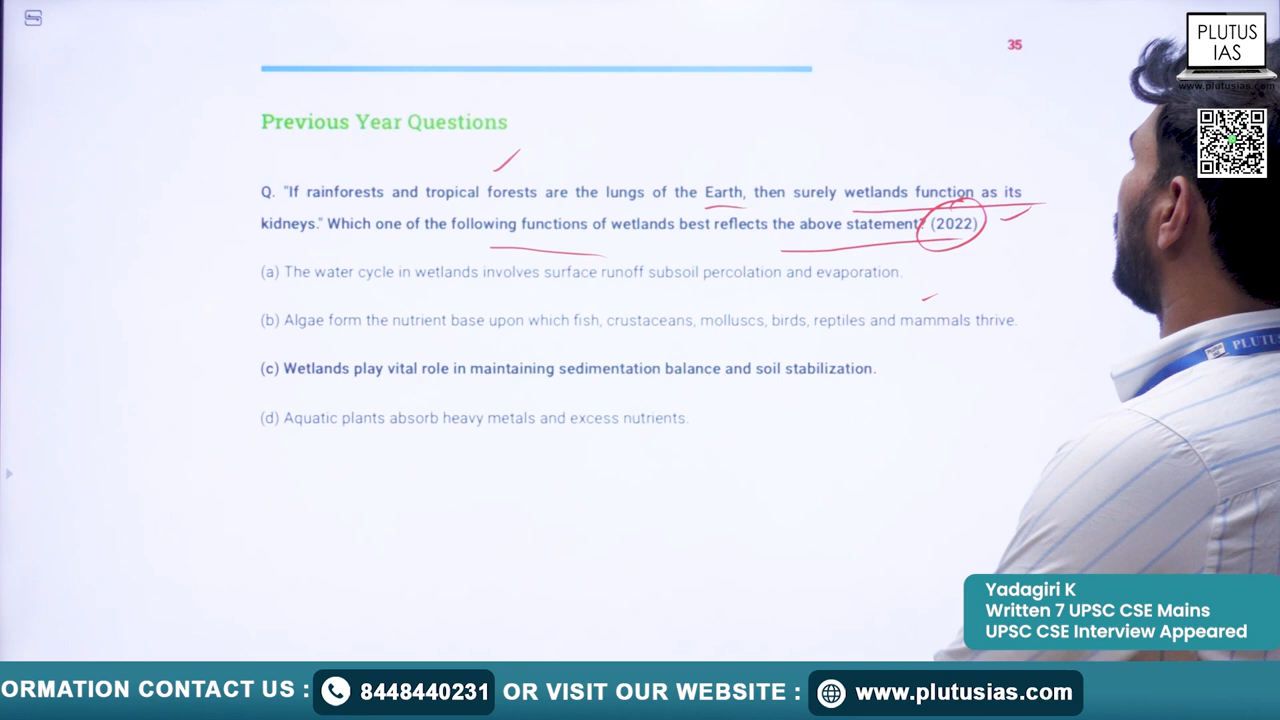 PLUTUS
IAS
www.plutusias.com
35
Previous Year Questions
Q. "If rainforests and tropical forests are the lungs of the Earth, then surely wetlands function as its
kidneys." Which one of the following functions of wetlands best reflects the above statement? (2022)
(a) The water cycle in wetlands involves surface runoff subsoil percolation and evaporation.
(b) Algae form the nutrient base upon which fish, crustaceans, molluscs, birds, reptiles and mammals thrive.
(c) Wetlands play vital role in maintaining sedimentation balance and soil stabilization.
(d) Aquatic plants absorb heavy metals and excess nutrients.
PLUTUS
Yadagiri K
Written 7 UPSC CSE Mains
UPSC CSE Interview Appeared
ORMATION CONTACT US : 8448440231 OR VISIT OUR WEBSITE : www.plutusias.com